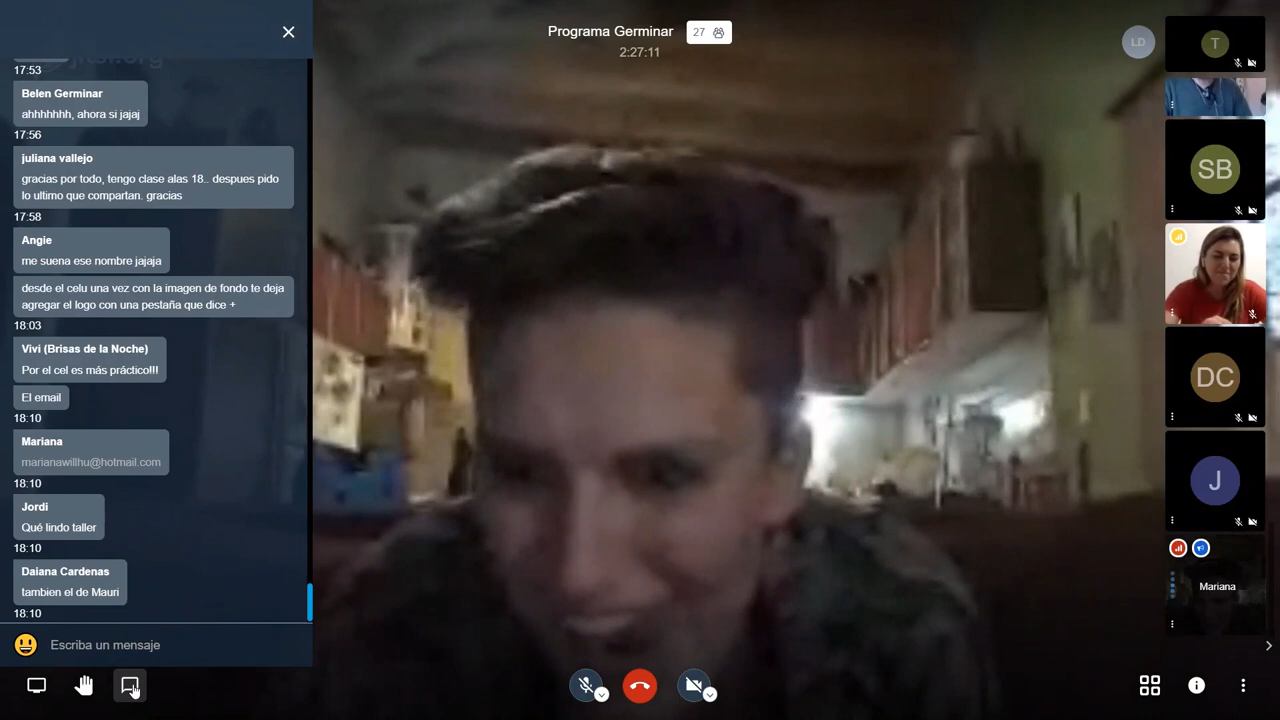 jitsi.org
17:53
Belen Germinar
ahhhhhhh, ahora si jajaj
17:56
juliana vallejo
gracias por todo, tengo clase alas 18.. despues pido
lo ultimo que compartan. gracias
17:58
Angie
me suena ese nombre jajaja
desde el celu una vez con la imagen de fondo te deja
agregar el logo con una pestaña que dice +
18:03
Vivi (Brisas de la Noche)
Por el cel es más práctico!!!
El email
18:10
Mariana
marianawillhu@hotmail.com
18:10
Jordi
Qué lindo taller
18:10
Daiana Cardenas
tambien el de Mauri
18:10
Escriba un mensaje
Programa Germinar 27
2:27:11
LD
T
SB
DC
J
Mariana